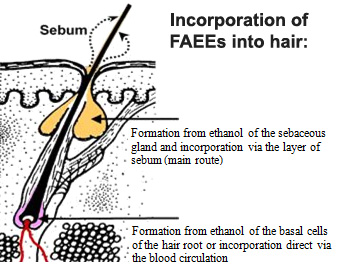 Incorporation of
FAEEs into hair:
Sebum
Formation from ethanol of the sebaceous
gland and incorporation via the layer of
sebum (main route)
Formation from ethanol of the basal cells
of the hair root or incorporation direct via
the blood circulation